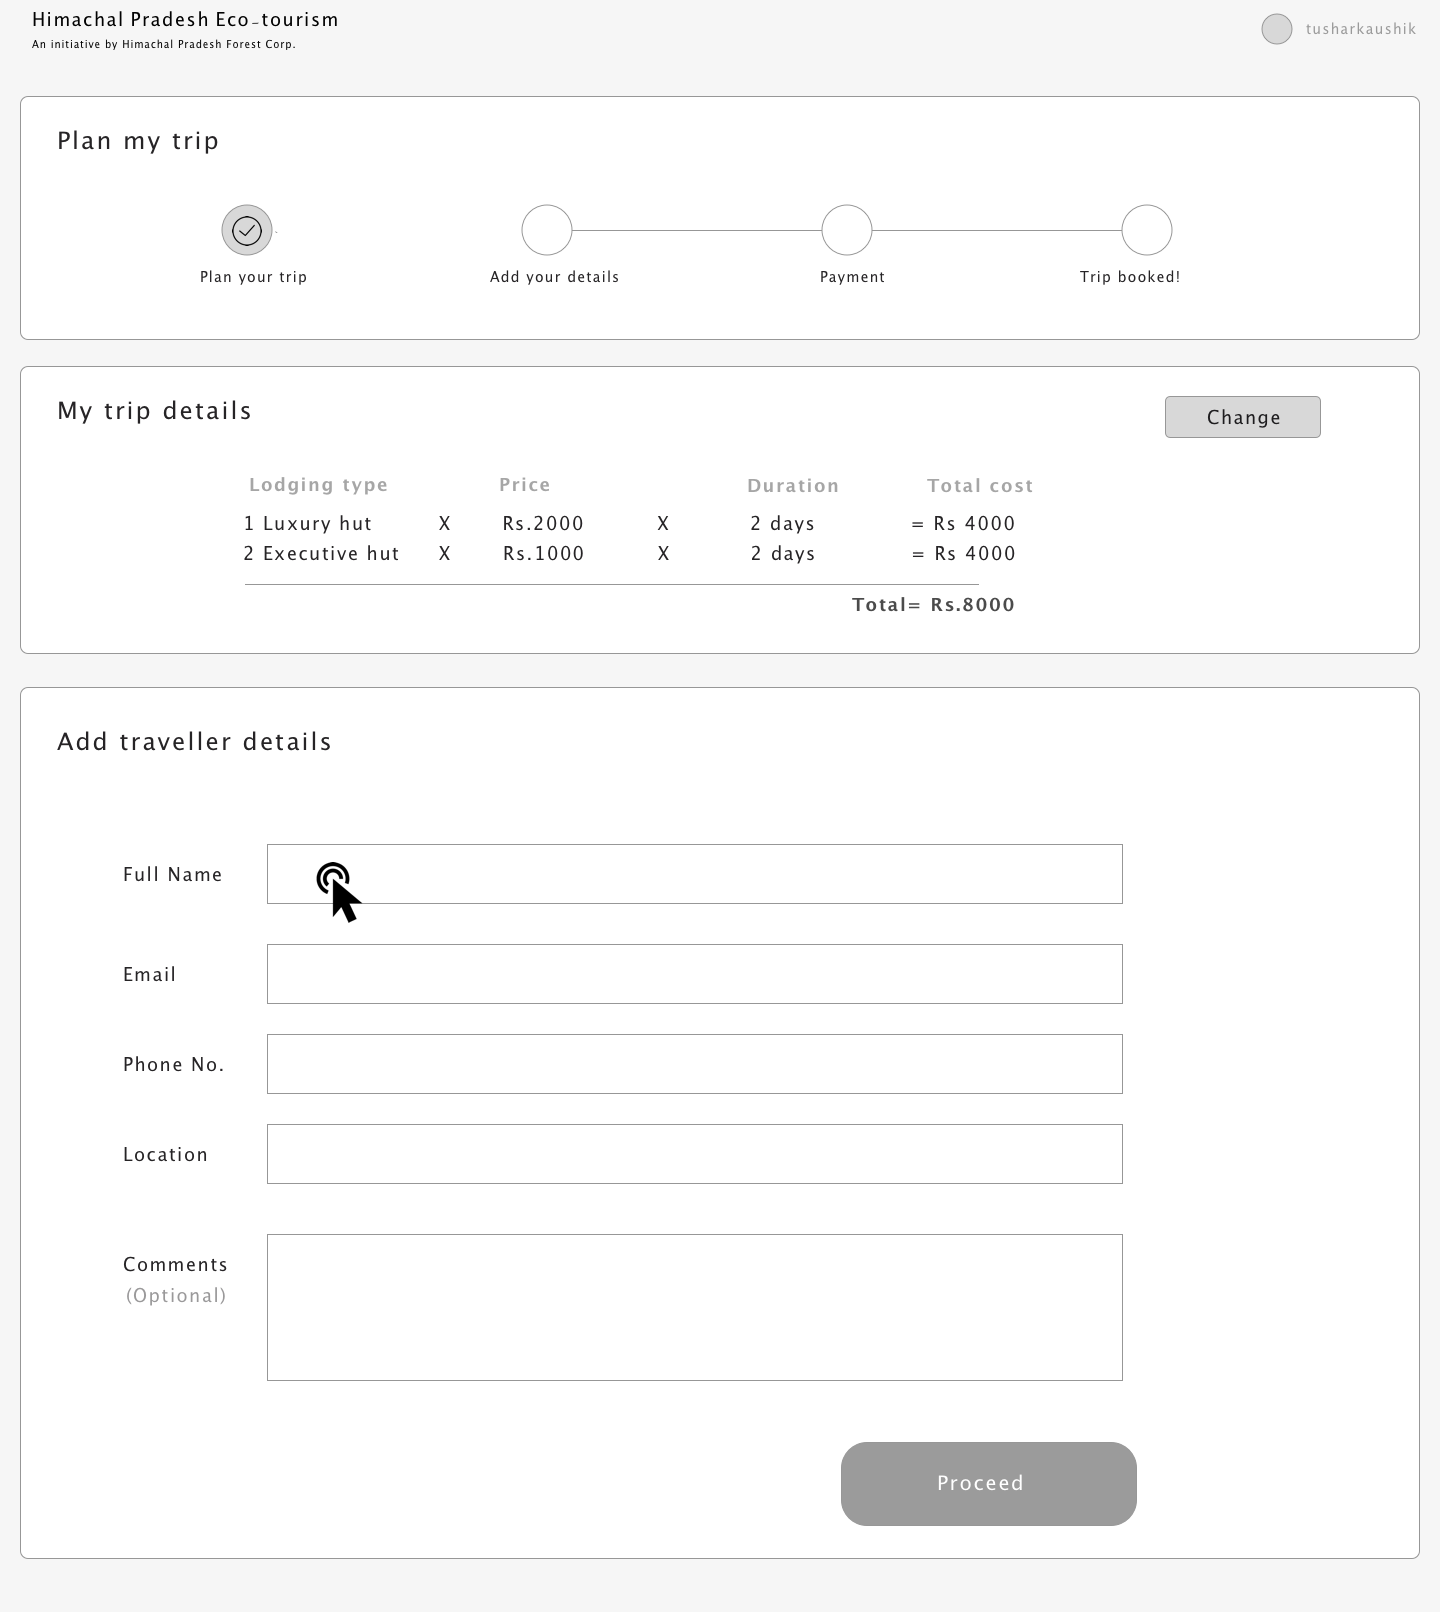 Himachal Pradesh Eco-tourism
An initiative by Himachal Pradesh Forest Corp.
tusharkaushik
Plan my trip
Plan your trip
Add your details
Payment
Trip booked!
My trip details
Change
Lodging type Price Duration Total cost
1 Luxury hut X Rs.2000 X 2 days = Rs 4000
2 Executive hut X Rs.1000 X 2 days = Rs 4000
Total= Rs.8000
Add traveller details
Full Name
Email
Phone No.
Location
Comments
(Optional)
Proceed